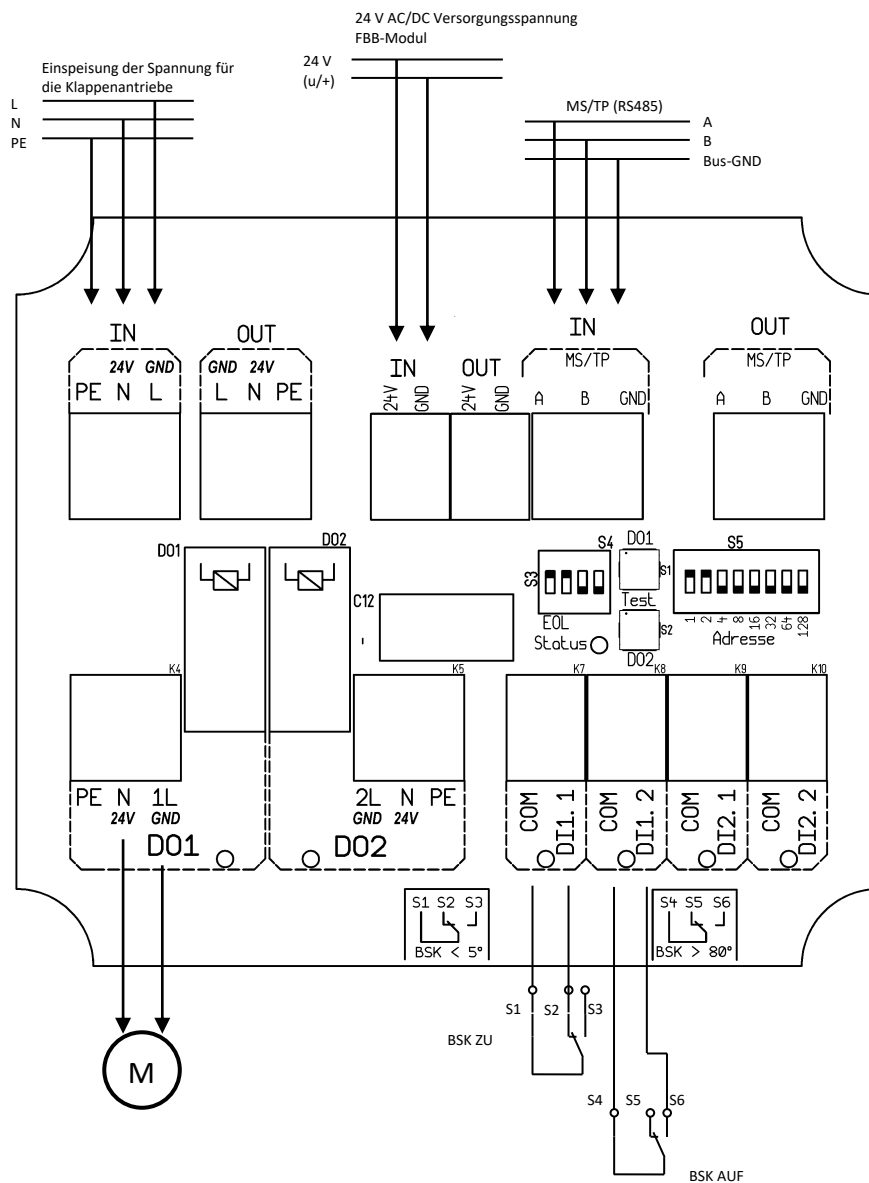 24 V AC/DC Versorgungsspannung
FBB-Modul
24 V
(u/+)
Einspeisung der Spannung für
die Klappenantriebe
L
N
PE
MS/TP (RS485)
A
B
Bus-GND
IN
24V GND
PE N L
OUT
GND 24V
L N PE
IN
24V GND
OUT
24V GND
IN
MS/TP
A B GND
OUT
MS/TP
A B GND
DO1
DO2
C12
S3
S4
EOL
Status
DO1
S1
Test
S2
DO2
S5
1 2 4 8 16 32 64 128
Adresse
K4
K5
K7
K8
K9
K10
PE N 1L
24V GND
DO1
2L N PE
GND 24V
DO2
COM DI1.1
COM DI1.2
COM DI2.1
COM DI2.2
S1 S2 S3
BSK < 5°
S4 S5 S6
BSK > 80°
S1 S2 S3
BSK ZU
M
S4 S5 S6
BSK AUF